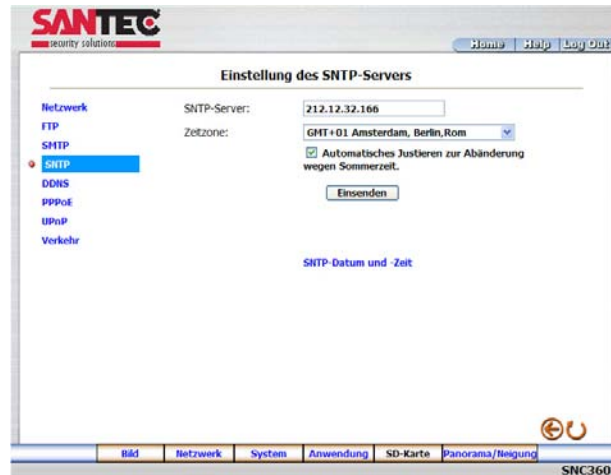 SANTEC
security solutions
Home | Help | Log Out
Einstellung des SNTP-Servers
Netzwerk
FTP
SMTP
SNTP
DDNS
PPPoE
UPnP
Verkehr
SNTP-Server: 212.12.32.166
Zeitzone: GMT+01 Amsterdam, Berlin,Rom
Automatisches Justieren zur Abänderung
wegen Sommerzeit.
Einsenden
SNTP-Datum und -Zeit
Bild Netzwerk System Anwendung SD-Karte Panorama/Neigung
SNC360